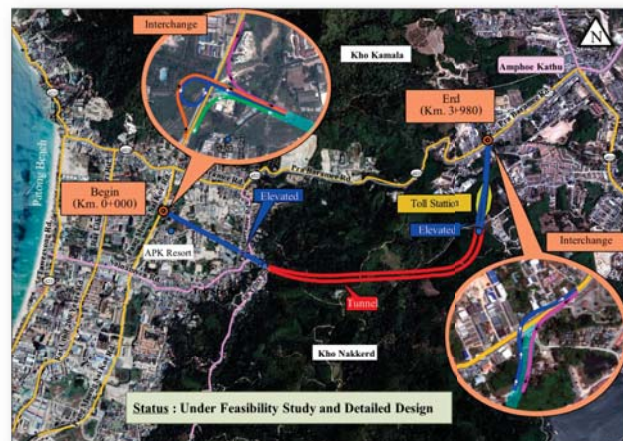 Interchange
N
Kho Kamala
Amphoe Kathu
End
(Km. 3+980)
Begin
(Km. 0+000)
Patong Beach
Elevated
Toll Station
Elevated
APK Resort
Interchange
Tunnel
Kho Nakkerd
Status : Under Feasibility Study and Detailed Design